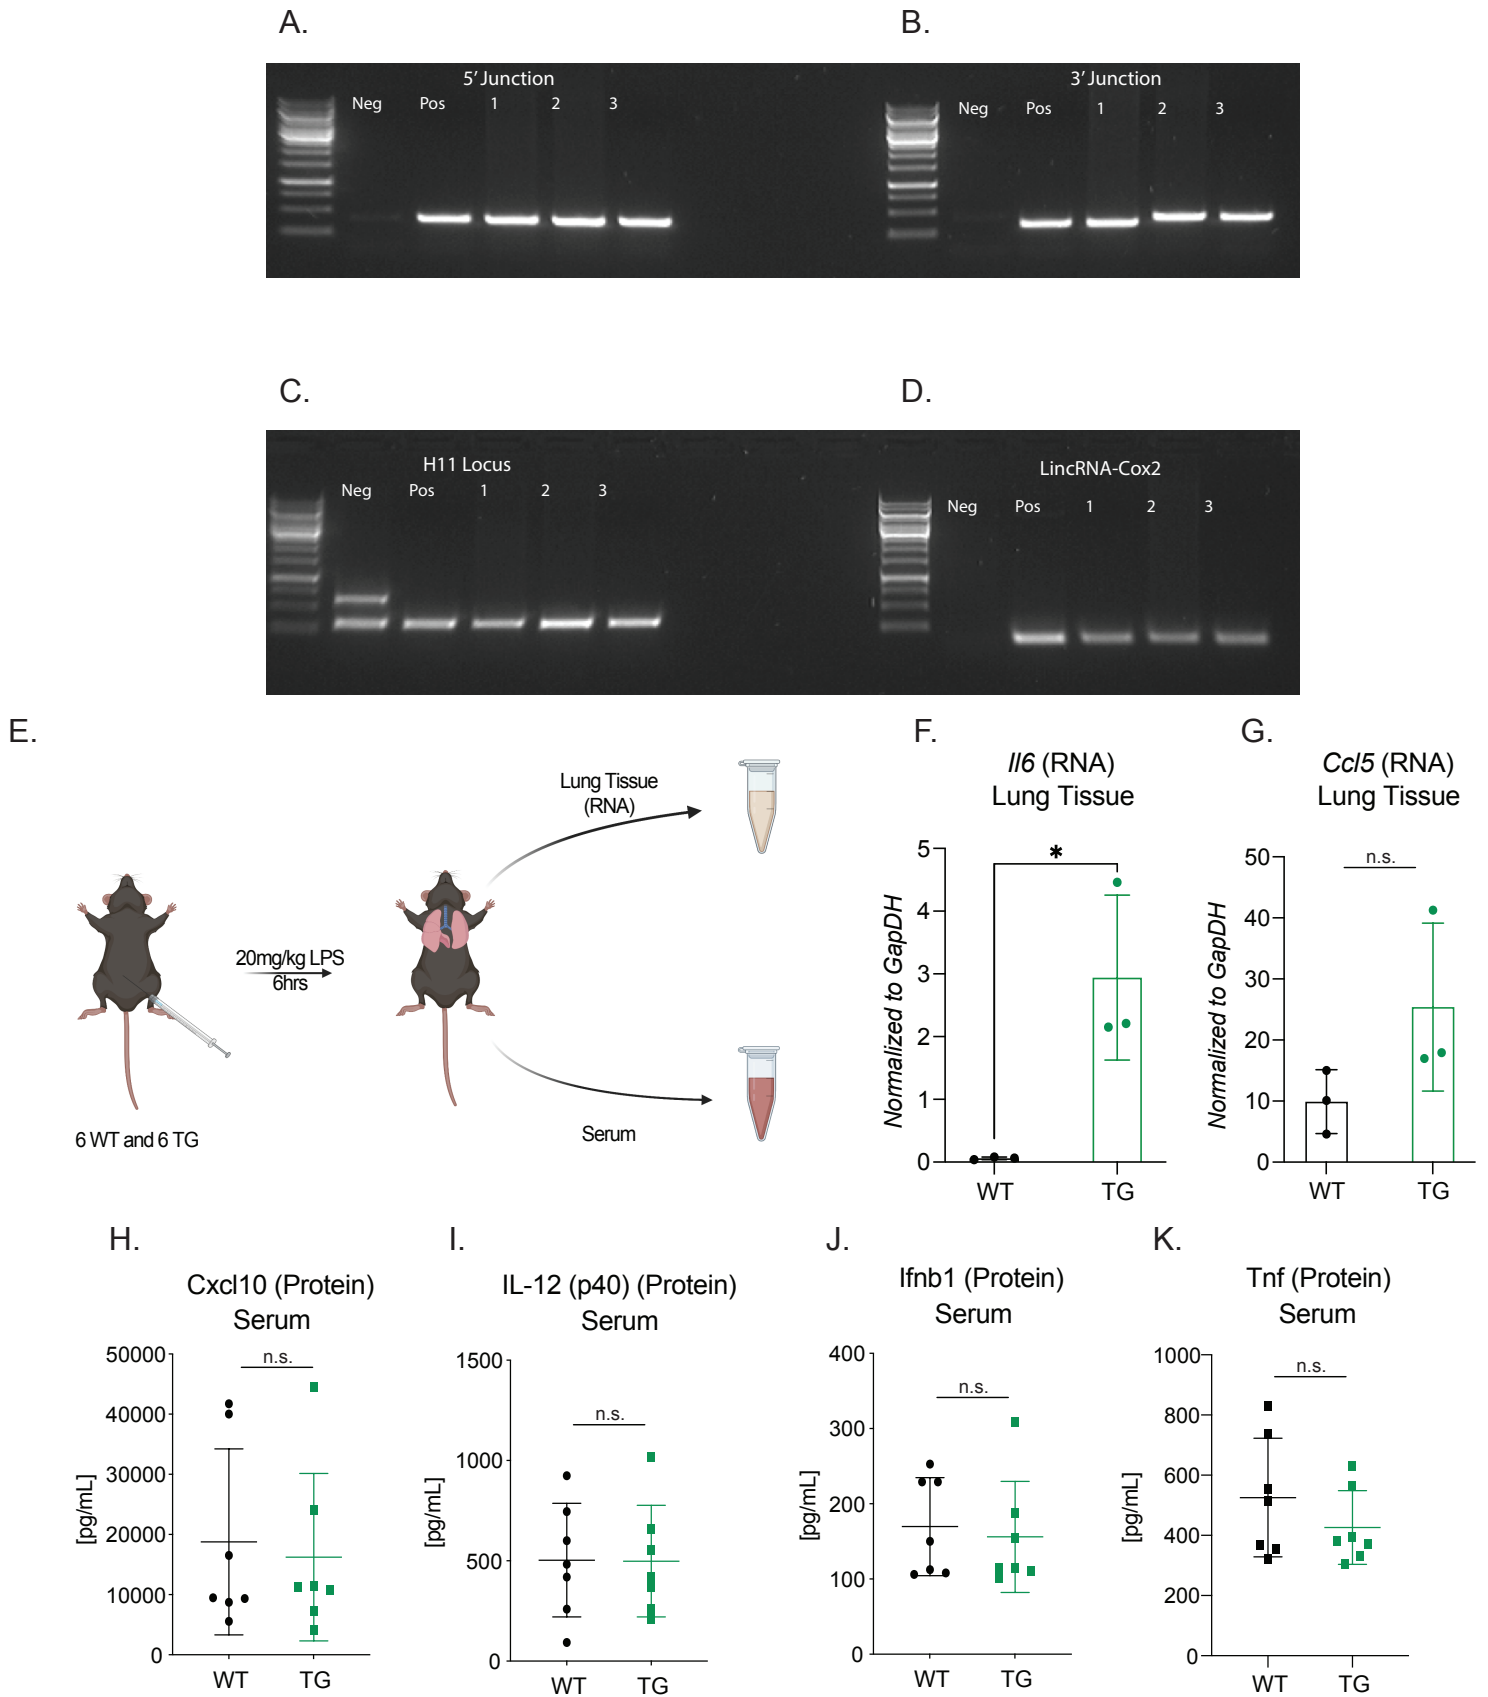 A.
B.
5' Junction
Neg Pos 1 2 3
3' Junction
Neg Pos 1 2 3
C.
D.
H11 Locus
Neg Pos 1 2 3
LincRNA-Cox2
Neg Pos 1 2 3
E.
Lung Tissue
(RNA)
20mg/kg LPS
6hrs
6 WT and 6 TG
Serum
F.
Il6 (RNA)
Lung Tissue
Normalized to GapDH
5
4
3
2
1
0
*
WT TG
G.
Ccl5 (RNA)
Lung Tissue
Normalized to GapDH
50
40
30
20
10
0
n.s.
WT TG
H.
Cxcl10 (Protein)
Serum
[pg/mL]
50000
40000
30000
20000
10000
0
n.s.
WT TG
I.
IL-12 (p40) (Protein)
Serum
[pg/mL]
1500
1000
500
0
n.s.
WT TG
J.
Ifnb1 (Protein)
Serum
[pg/mL]
400
300
200
100
0
n.s.
WT TG
K.
Tnf (Protein)
Serum
[pg/mL]
1000
800
600
400
200
0
n.s.
WT TG